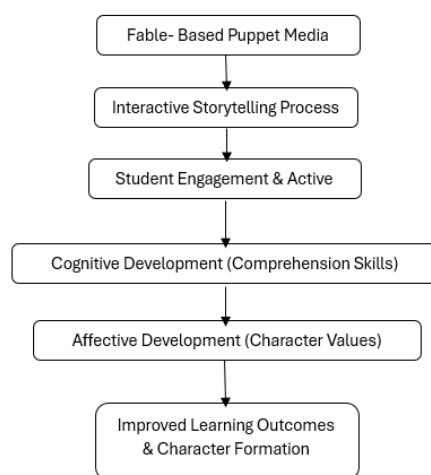 Fable- Based Puppet Media
Interactive Storytelling Process
Student Engagement & Active
Cognitive Development (Comprehension Skills)
Affective Development (Character Values)
Improved Learning Outcomes
& Character Formation